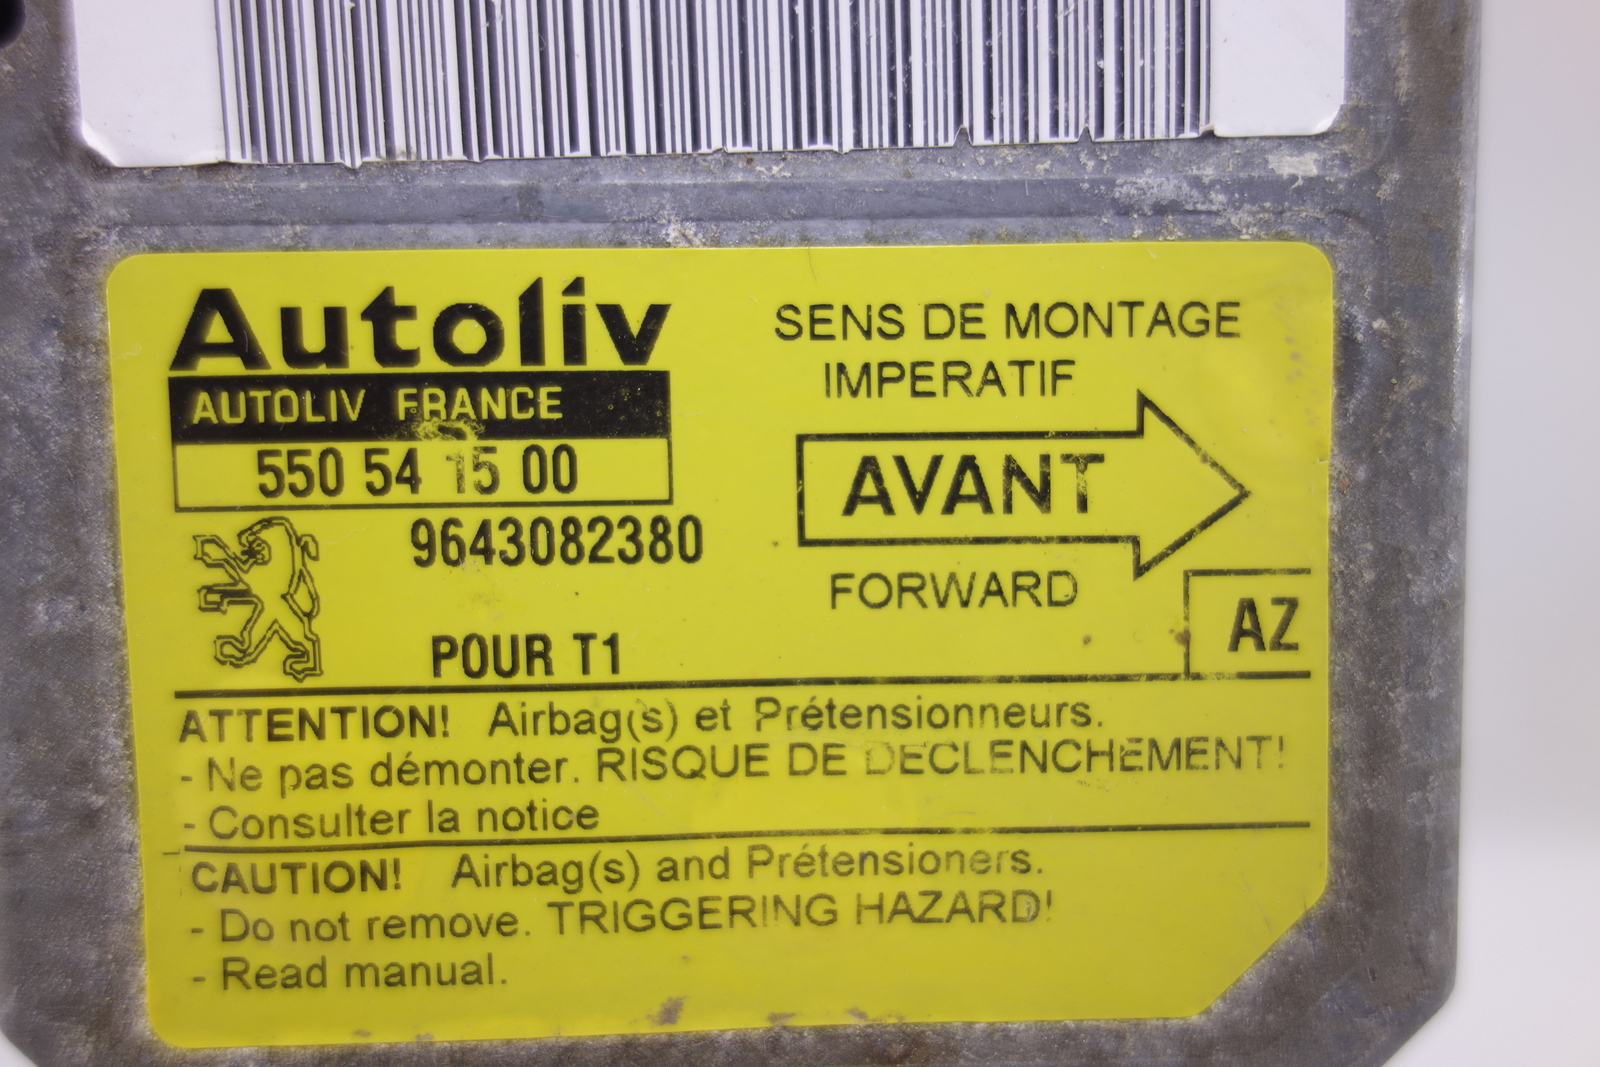 Autoliv
AUTOLIV FRANCE
550 54 15 00
9643082380
POUR T1
SENS DE MONTAGE
IMPERATIF
AVANT
FORWARD
AZ
ATTENTION! Airbag(s) et Prétensionneurs.
- Ne pas démonter. RISQUE DE DECLENCHEMENT!
- Consulter la notice
CAUTION! Airbag(s) and Prétensioners.
- Do not remove. TRIGGERING HAZARD!
- Read manual.